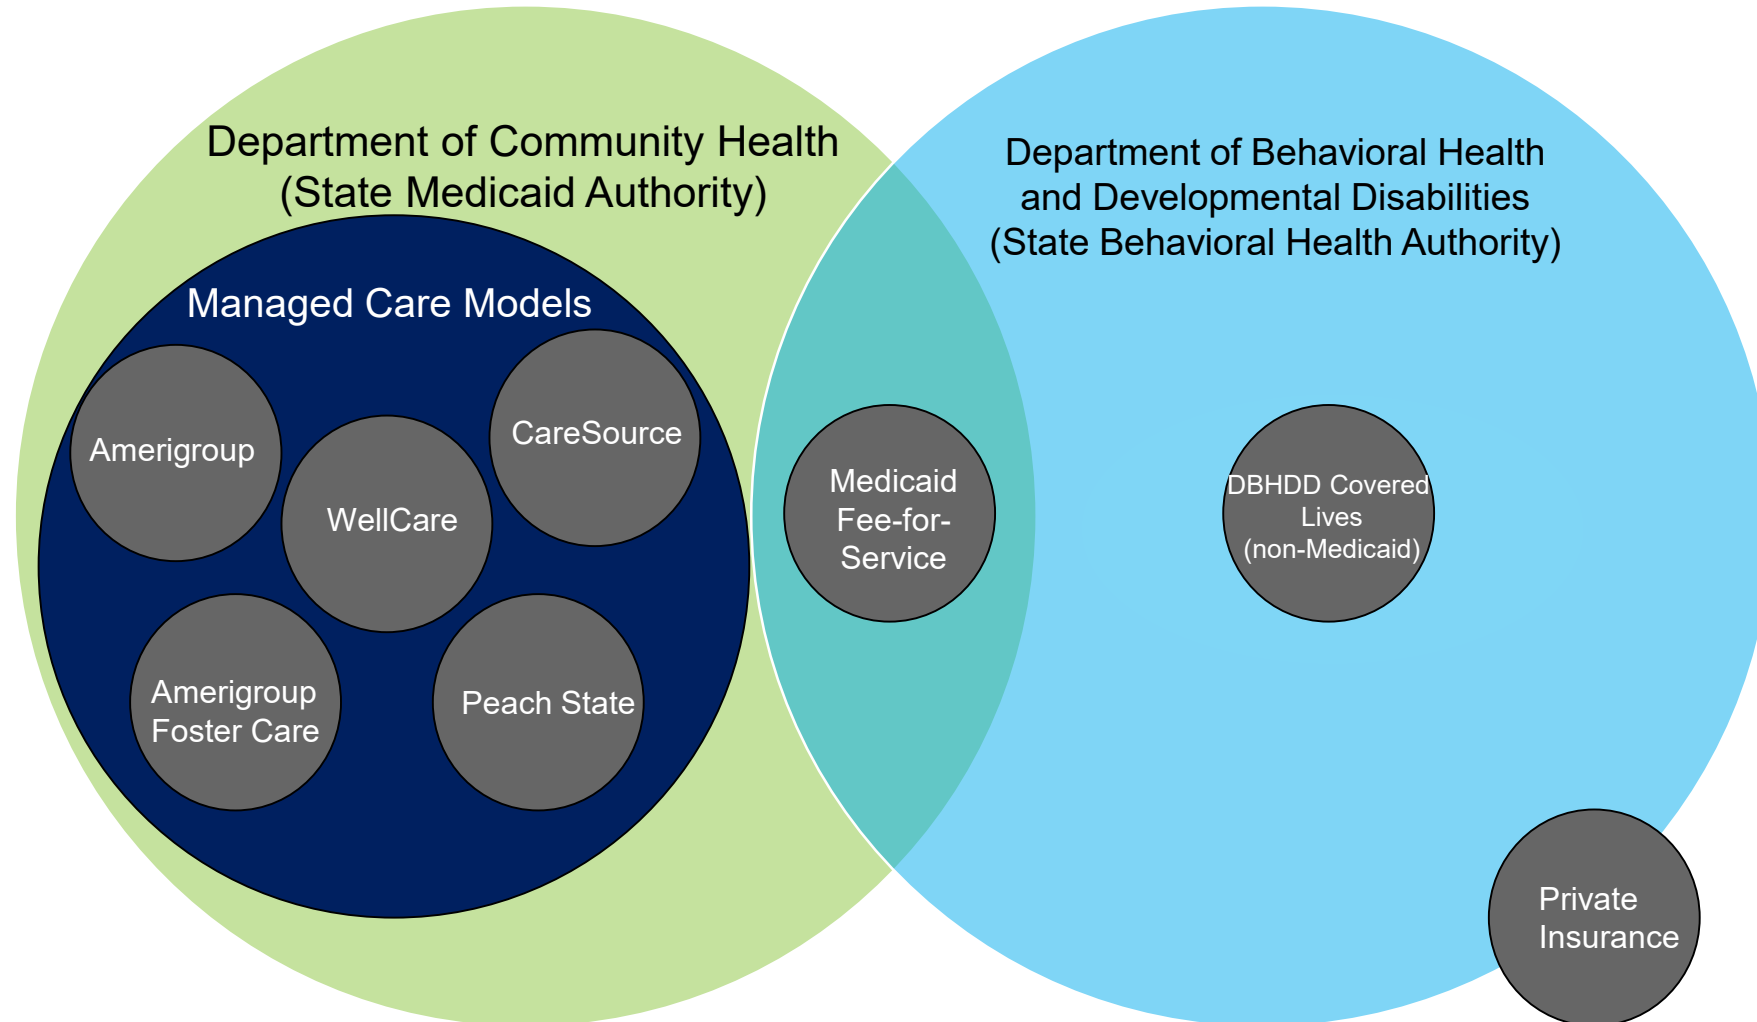 Department of Community Health
(State Medicaid Authority)
Department of Behavioral Health
and Developmental Disabilities
(State Behavioral Health Authority)
Managed Care Models
Amerigroup
CareSource
WellCare
Amerigroup
Foster Care
Peach State
Medicaid
Fee-for-
Service
DBHDD Covered
Lives
(non-Medicaid)
Private
Insurance